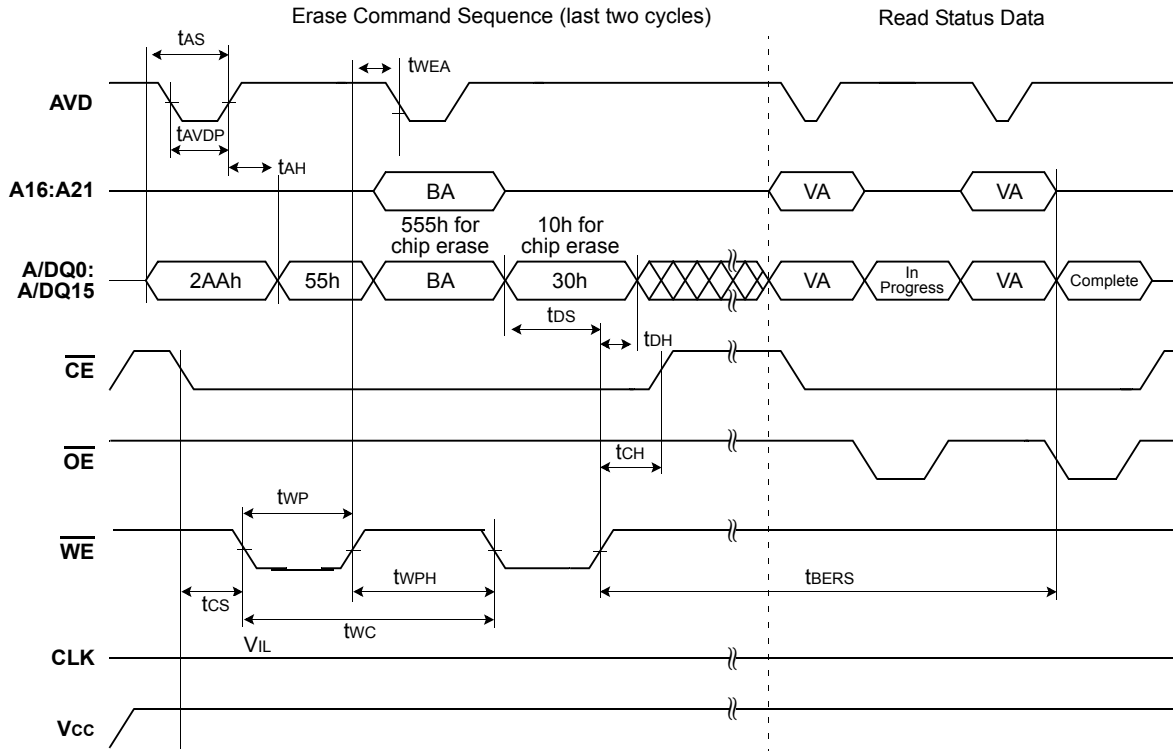 Erase Command Sequence (last two cycles)
Read Status Data
tAS
tWEA
AVD
tAVDP
tAH
A16:A21
BA
VA
VA
555h for
chip erase
10h for
chip erase
A/DQ0:
A/DQ15
2AAh
55h
BA
30h
VA
In
Progress
VA
Complete
tDS
tDH
CE
OE
tCH
tWP
WE
tWPH
tBERS
tCS
tWC
VIL
CLK
VCC